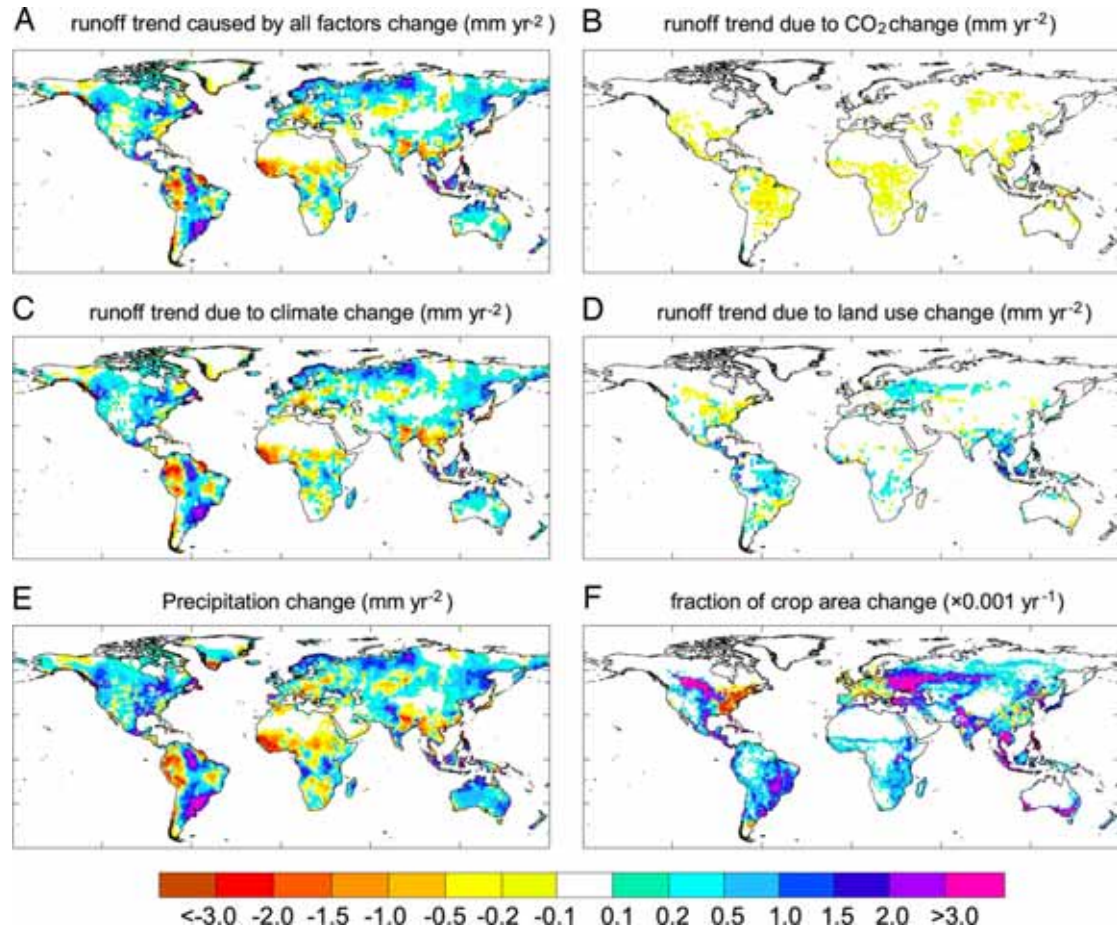 A runoff trend caused by all factors change (mm yr-2)
B runoff trend due to CO2 change (mm yr-2)
C runoff trend due to climate change (mm yr-2)
D runoff trend due to land use change (mm yr-2)
E Precipitation change (mm yr-2)
F fraction of crop area change (×0.001 yr-1)
<-3.0 -2.0 -1.5 -1.0 -0.5 -0.2 -0.1 0.1 0.2 0.5 1.0 1.5 2.0 >3.0